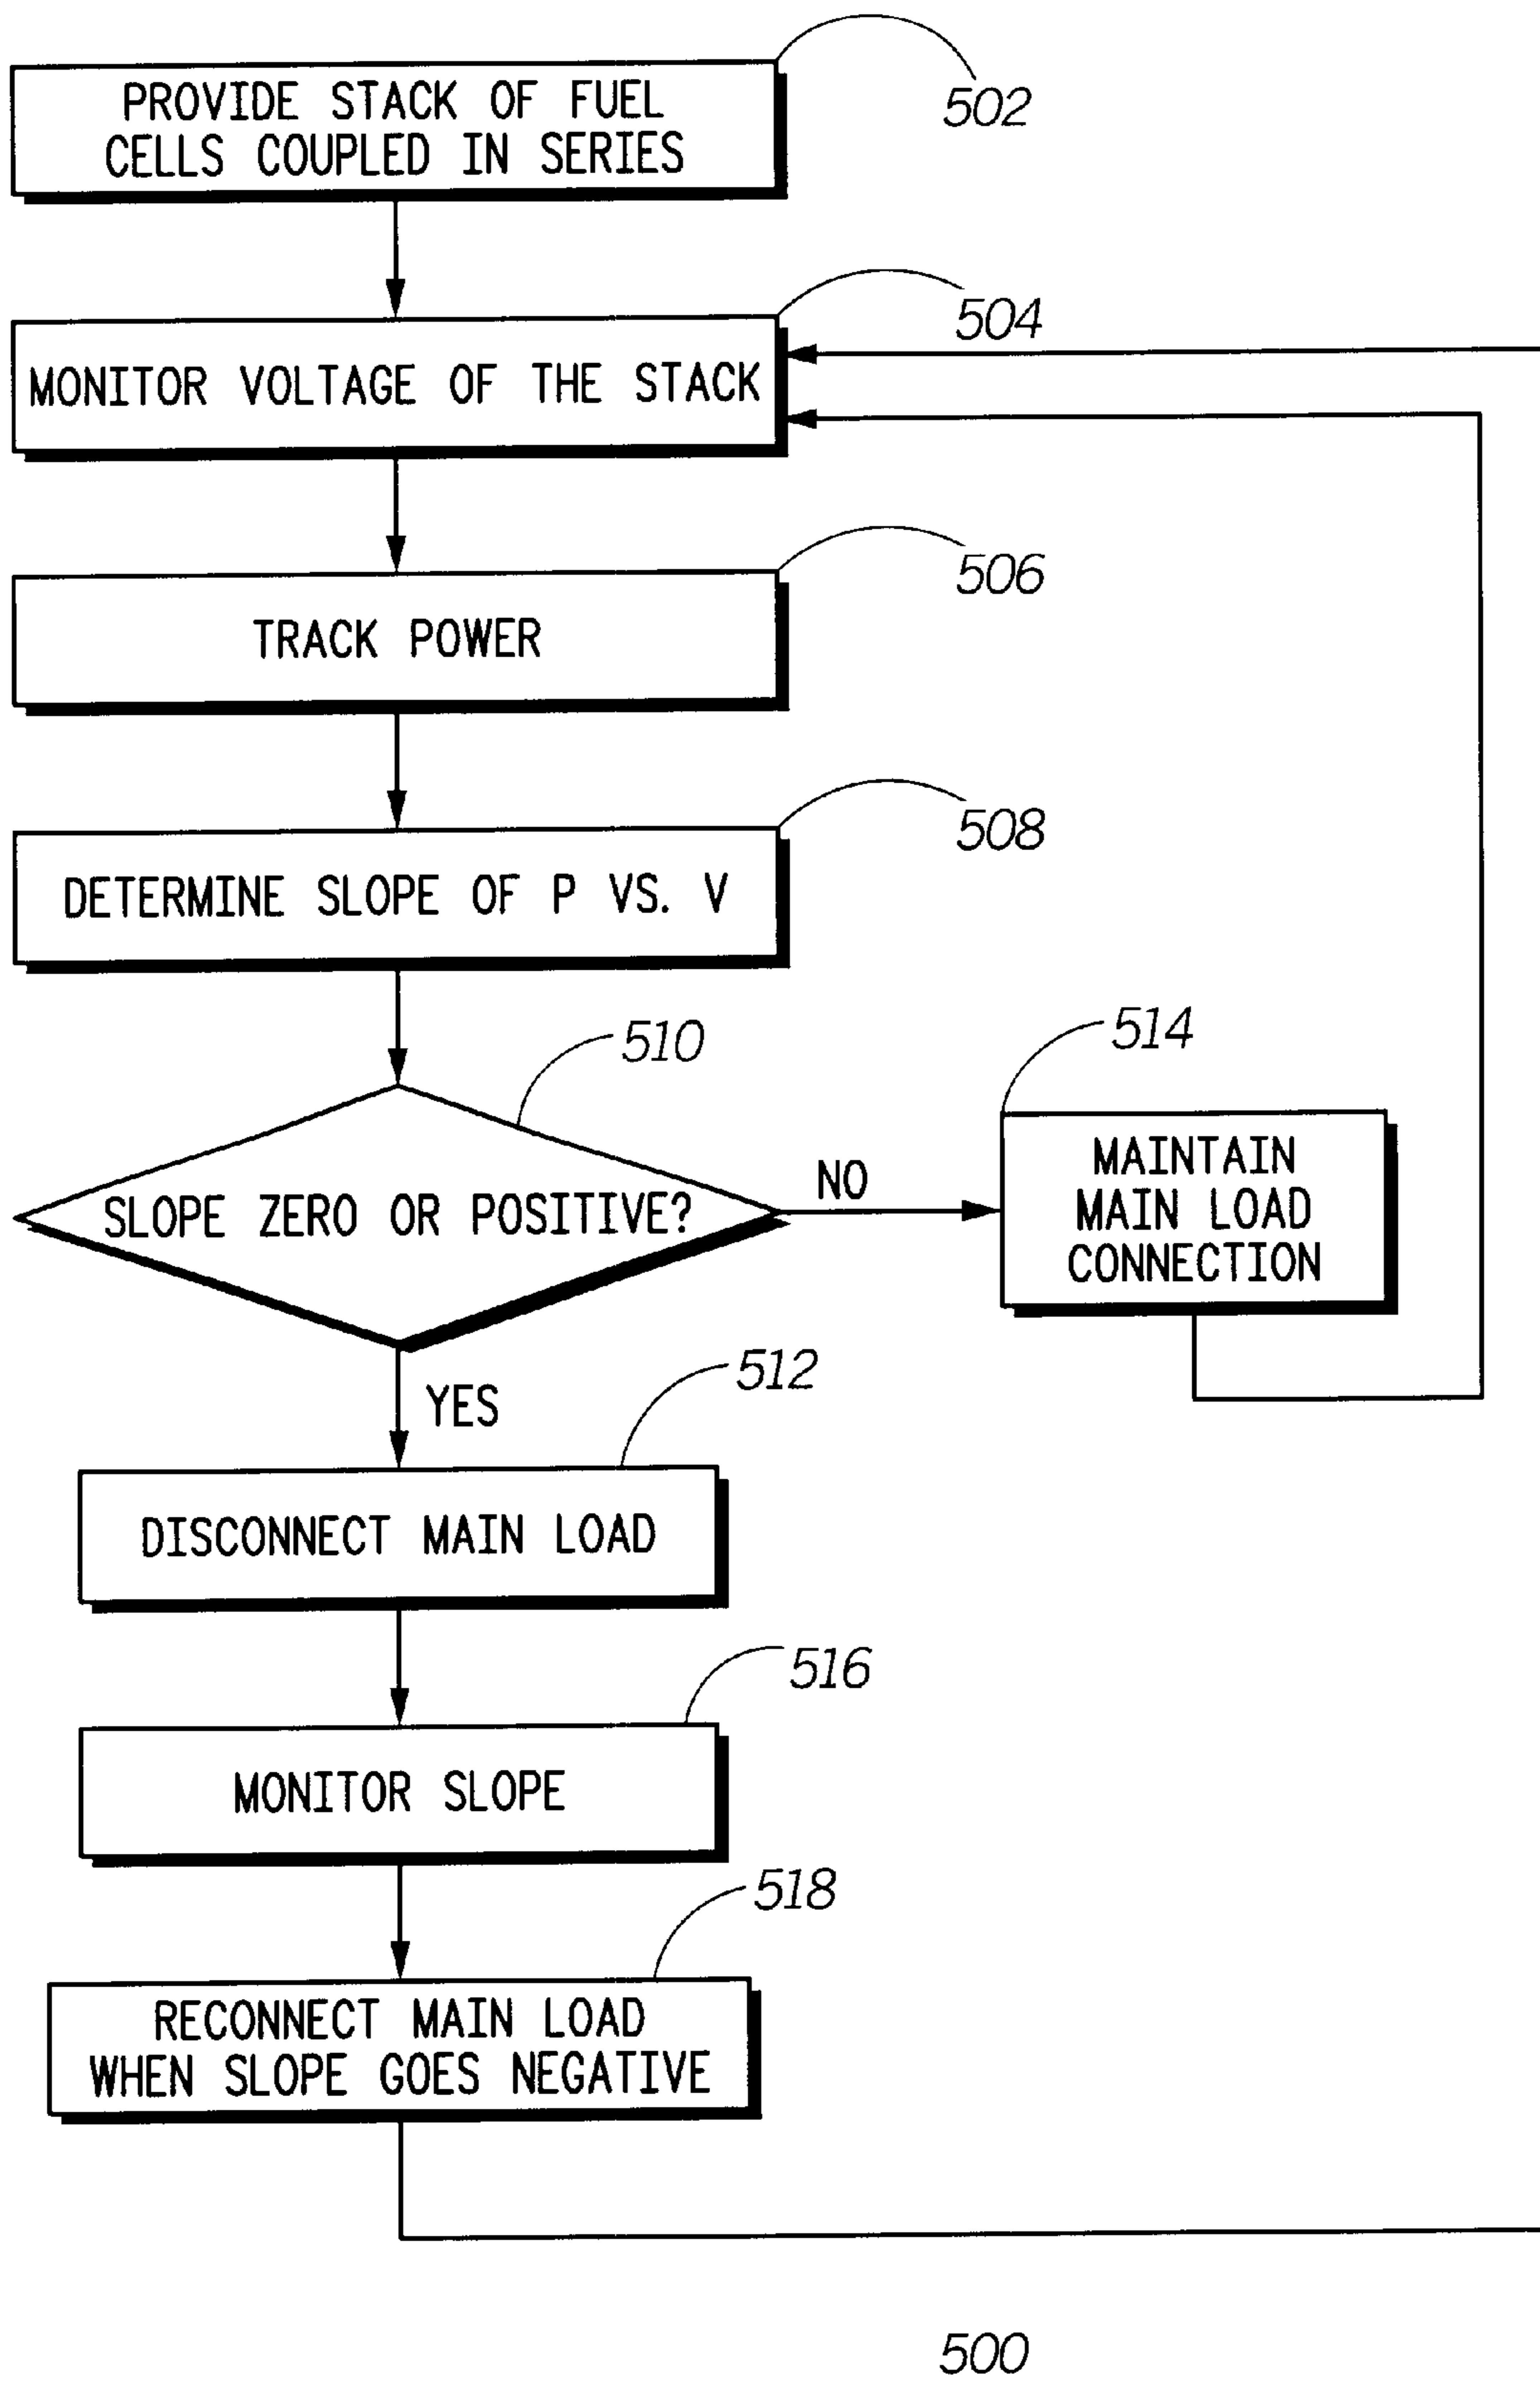 PROVIDE STACK OF FUEL
CELLS COUPLED IN SERIES
502
MONITOR VOLTAGE OF THE STACK
504
TRACK POWER
506
DETERMINE SLOPE OF P VS. V
508
SLOPE ZERO OR POSITIVE?
510
NO
MAINTAIN
MAIN LOAD
CONNECTION
514
YES
DISCONNECT MAIN LOAD
512
MONITOR SLOPE
516
RECONNECT MAIN LOAD
WHEN SLOPE GOES NEGATIVE
518
500